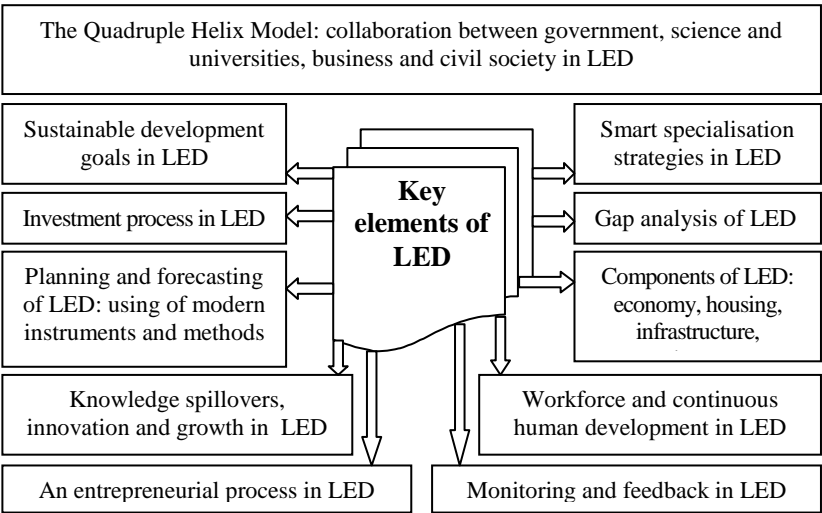 The Quadruple Helix Model: collaboration between government, science and
universities, business and civil society in LED
Sustainable development
goals in LED
Investment process in LED
Planning and forecasting
of LED: using of modern
instruments and methods
Key
elements of
LED
Smart specialisation
strategies in LED
Gap analysis of LED
Components of LED:
economy, housing,
infrastructure,
Knowledge spillovers,
innovation and growth in LED
Workforce and continuous
human development in LED
An entrepreneurial process in LED
Monitoring and feedback in LED